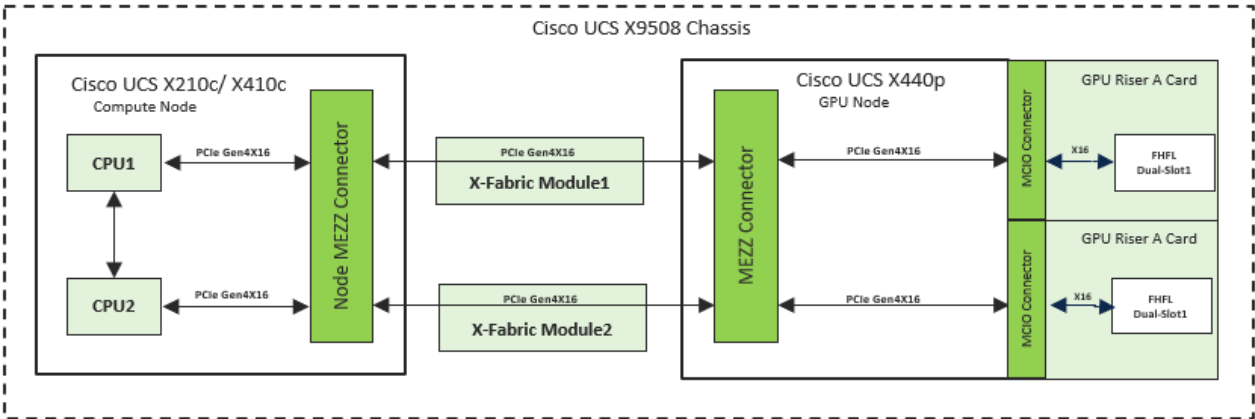 Cisco UCS X9508 Chassis
Cisco UCS X210c/ X410c
Compute Node
CPU1
PCIe Gen4X16
CPU2
PCIe Gen4X16
Node MEZZ Connector
PCIe Gen4X16
X-Fabric Module1
PCIe Gen4X16
X-Fabric Module2
Cisco UCS X440p
GPU Node
MEZZ Connector
PCIe Gen4X16
PCIe Gen4X16
MCIO Connector
GPU Riser A Card
X16
FHFL
Dual-Slot1
MCIO Connector
GPU Riser A Card
X16
FHFL
Dual-Slot1